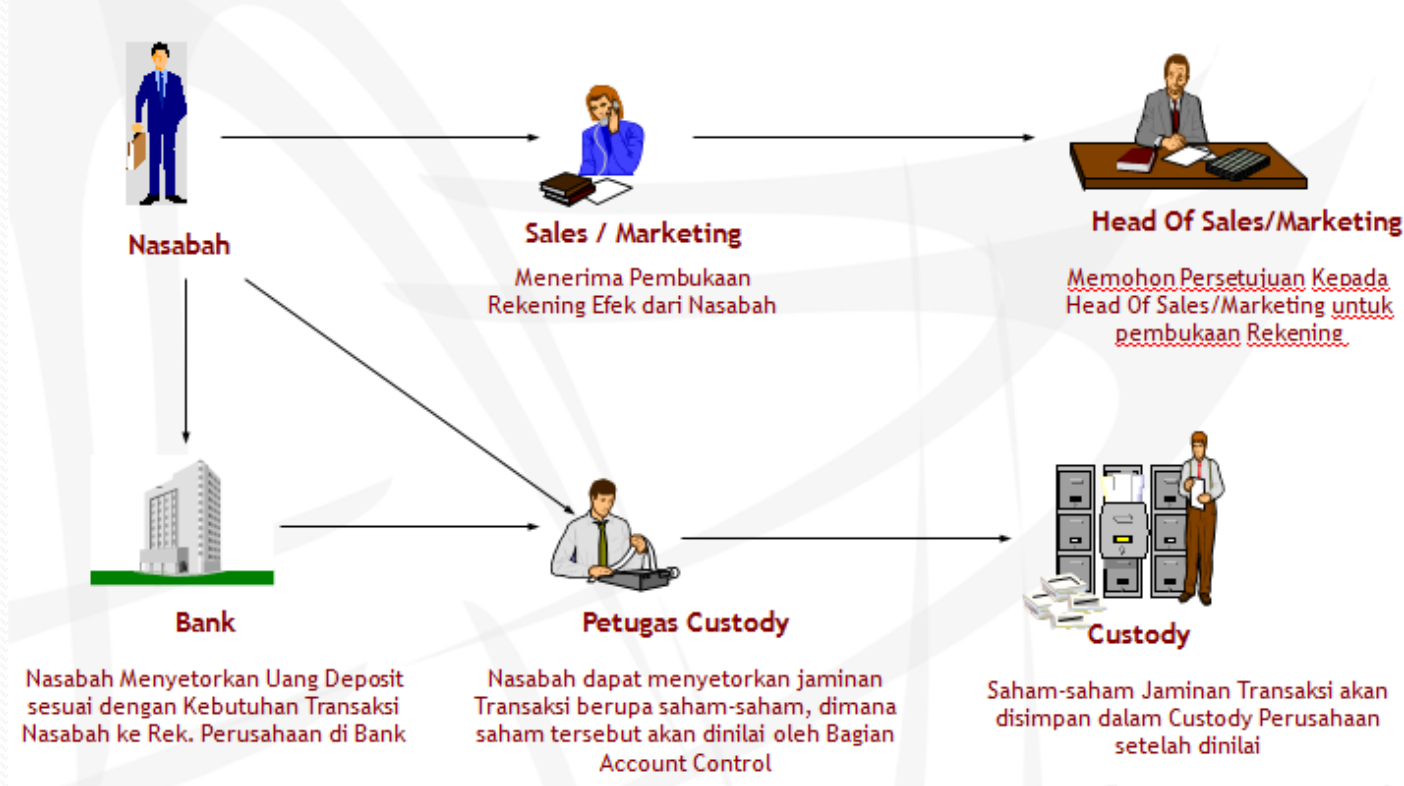 Nasabah
Sales / Marketing
Menerima Pembukaan
Rekening Efek dari Nasabah
Head Of Sales/Marketing
Memohon Persetujuan Kepada
Head Of Sales/Marketing untuk
pembukaan Rekening
Bank
Nasabah Menyetorkan Uang Deposit
sesuai dengan Kebutuhan Transaksi
Nasabah ke Rek. Perusahaan di Bank
Petugas Custody
Nasabah dapat menyetorkan jaminan
Transaksi berupa saham-saham, dimana
saham tersebut akan dinilai oleh Bagian
Account Control
Custody
Saham-saham Jaminan Transaksi akan
disimpan dalam Custody Perusahaan
setelah dinilai